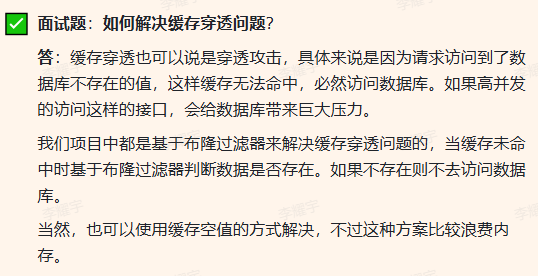 面试题：如何解决缓存穿透问题？
答：缓存穿透也可以说是穿透攻击，具体来说是因为请求访问到了数
据库不存在的值，这样缓存无法命中，必然访问数据库。如果高并发
的访问这样的接口，会给数据库带来巨大压力。
我们项目中都是基于布隆过滤器来解决缓存穿透问题的，当缓存未命
中时基于布隆过滤器判断数据是否存在。如果不存在则不去访问数据
库。
当然，也可以使用缓存空值的方式解决，不过这种方案比较浪费内
存。